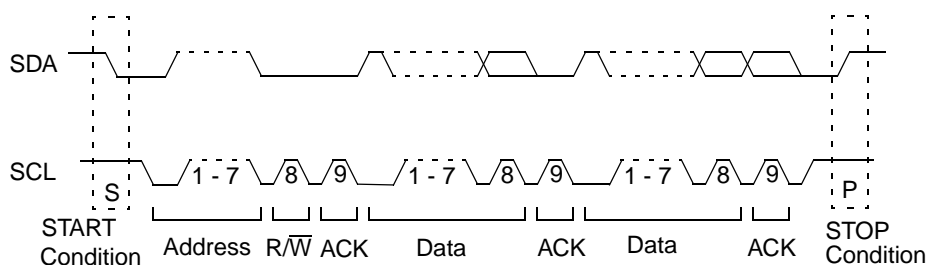 SDA
SCL
1 - 7
8
9
1 - 7
8
9
1 - 7
8
9
S
P
START
Condition
Address
R/W̅
ACK
Data
ACK
Data
ACK
STOP
Condition